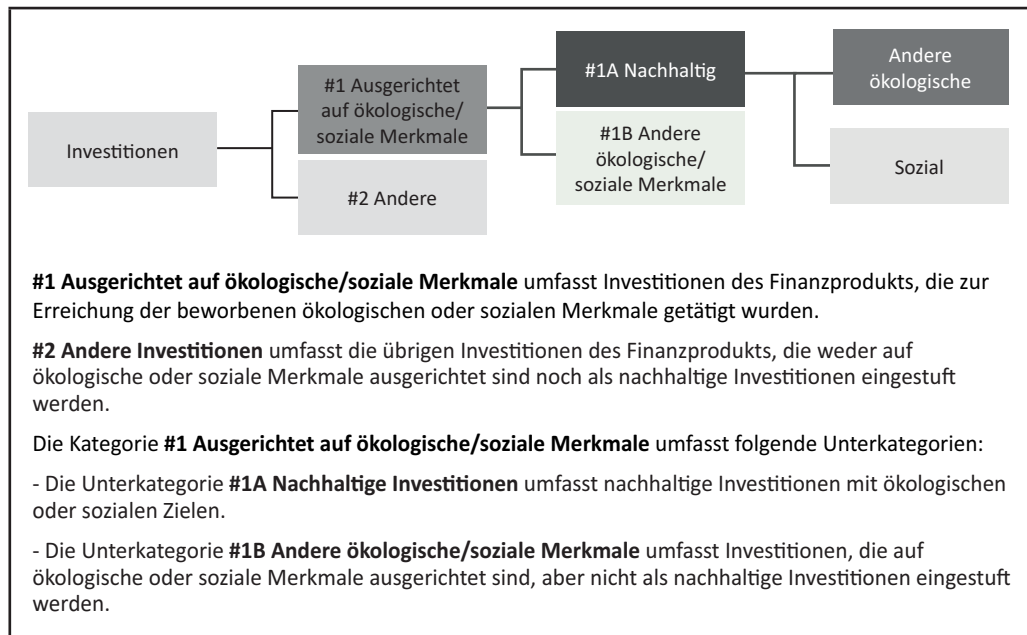 Investitionen
#1 Ausgerichtet
auf ökologische/
soziale Merkmale
#2 Andere
#1A Nachhaltig
#1B Andere
ökologische/
soziale Merkmale
Andere
ökologische
Sozial
#1 Ausgerichtet auf ökologische/soziale Merkmale umfasst Investitionen des Finanzprodukts, die zur
Erreichung der beworbenen ökologischen oder sozialen Merkmale getätigt wurden.
#2 Andere Investitionen umfasst die übrigen Investitionen des Finanzprodukts, die weder auf
ökologische oder soziale Merkmale ausgerichtet sind noch als nachhaltige Investitionen eingestuft
werden.
Die Kategorie #1 Ausgerichtet auf ökologische/soziale Merkmale umfasst folgende Unterkategorien:
- Die Unterkategorie #1A Nachhaltige Investitionen umfasst nachhaltige Investitionen mit ökologischen
oder sozialen Zielen.
- Die Unterkategorie #1B Andere ökologische/soziale Merkmale umfasst Investitionen, die auf
ökologische oder soziale Merkmale ausgerichtet sind, aber nicht als nachhaltige Investitionen eingestuft
werden.